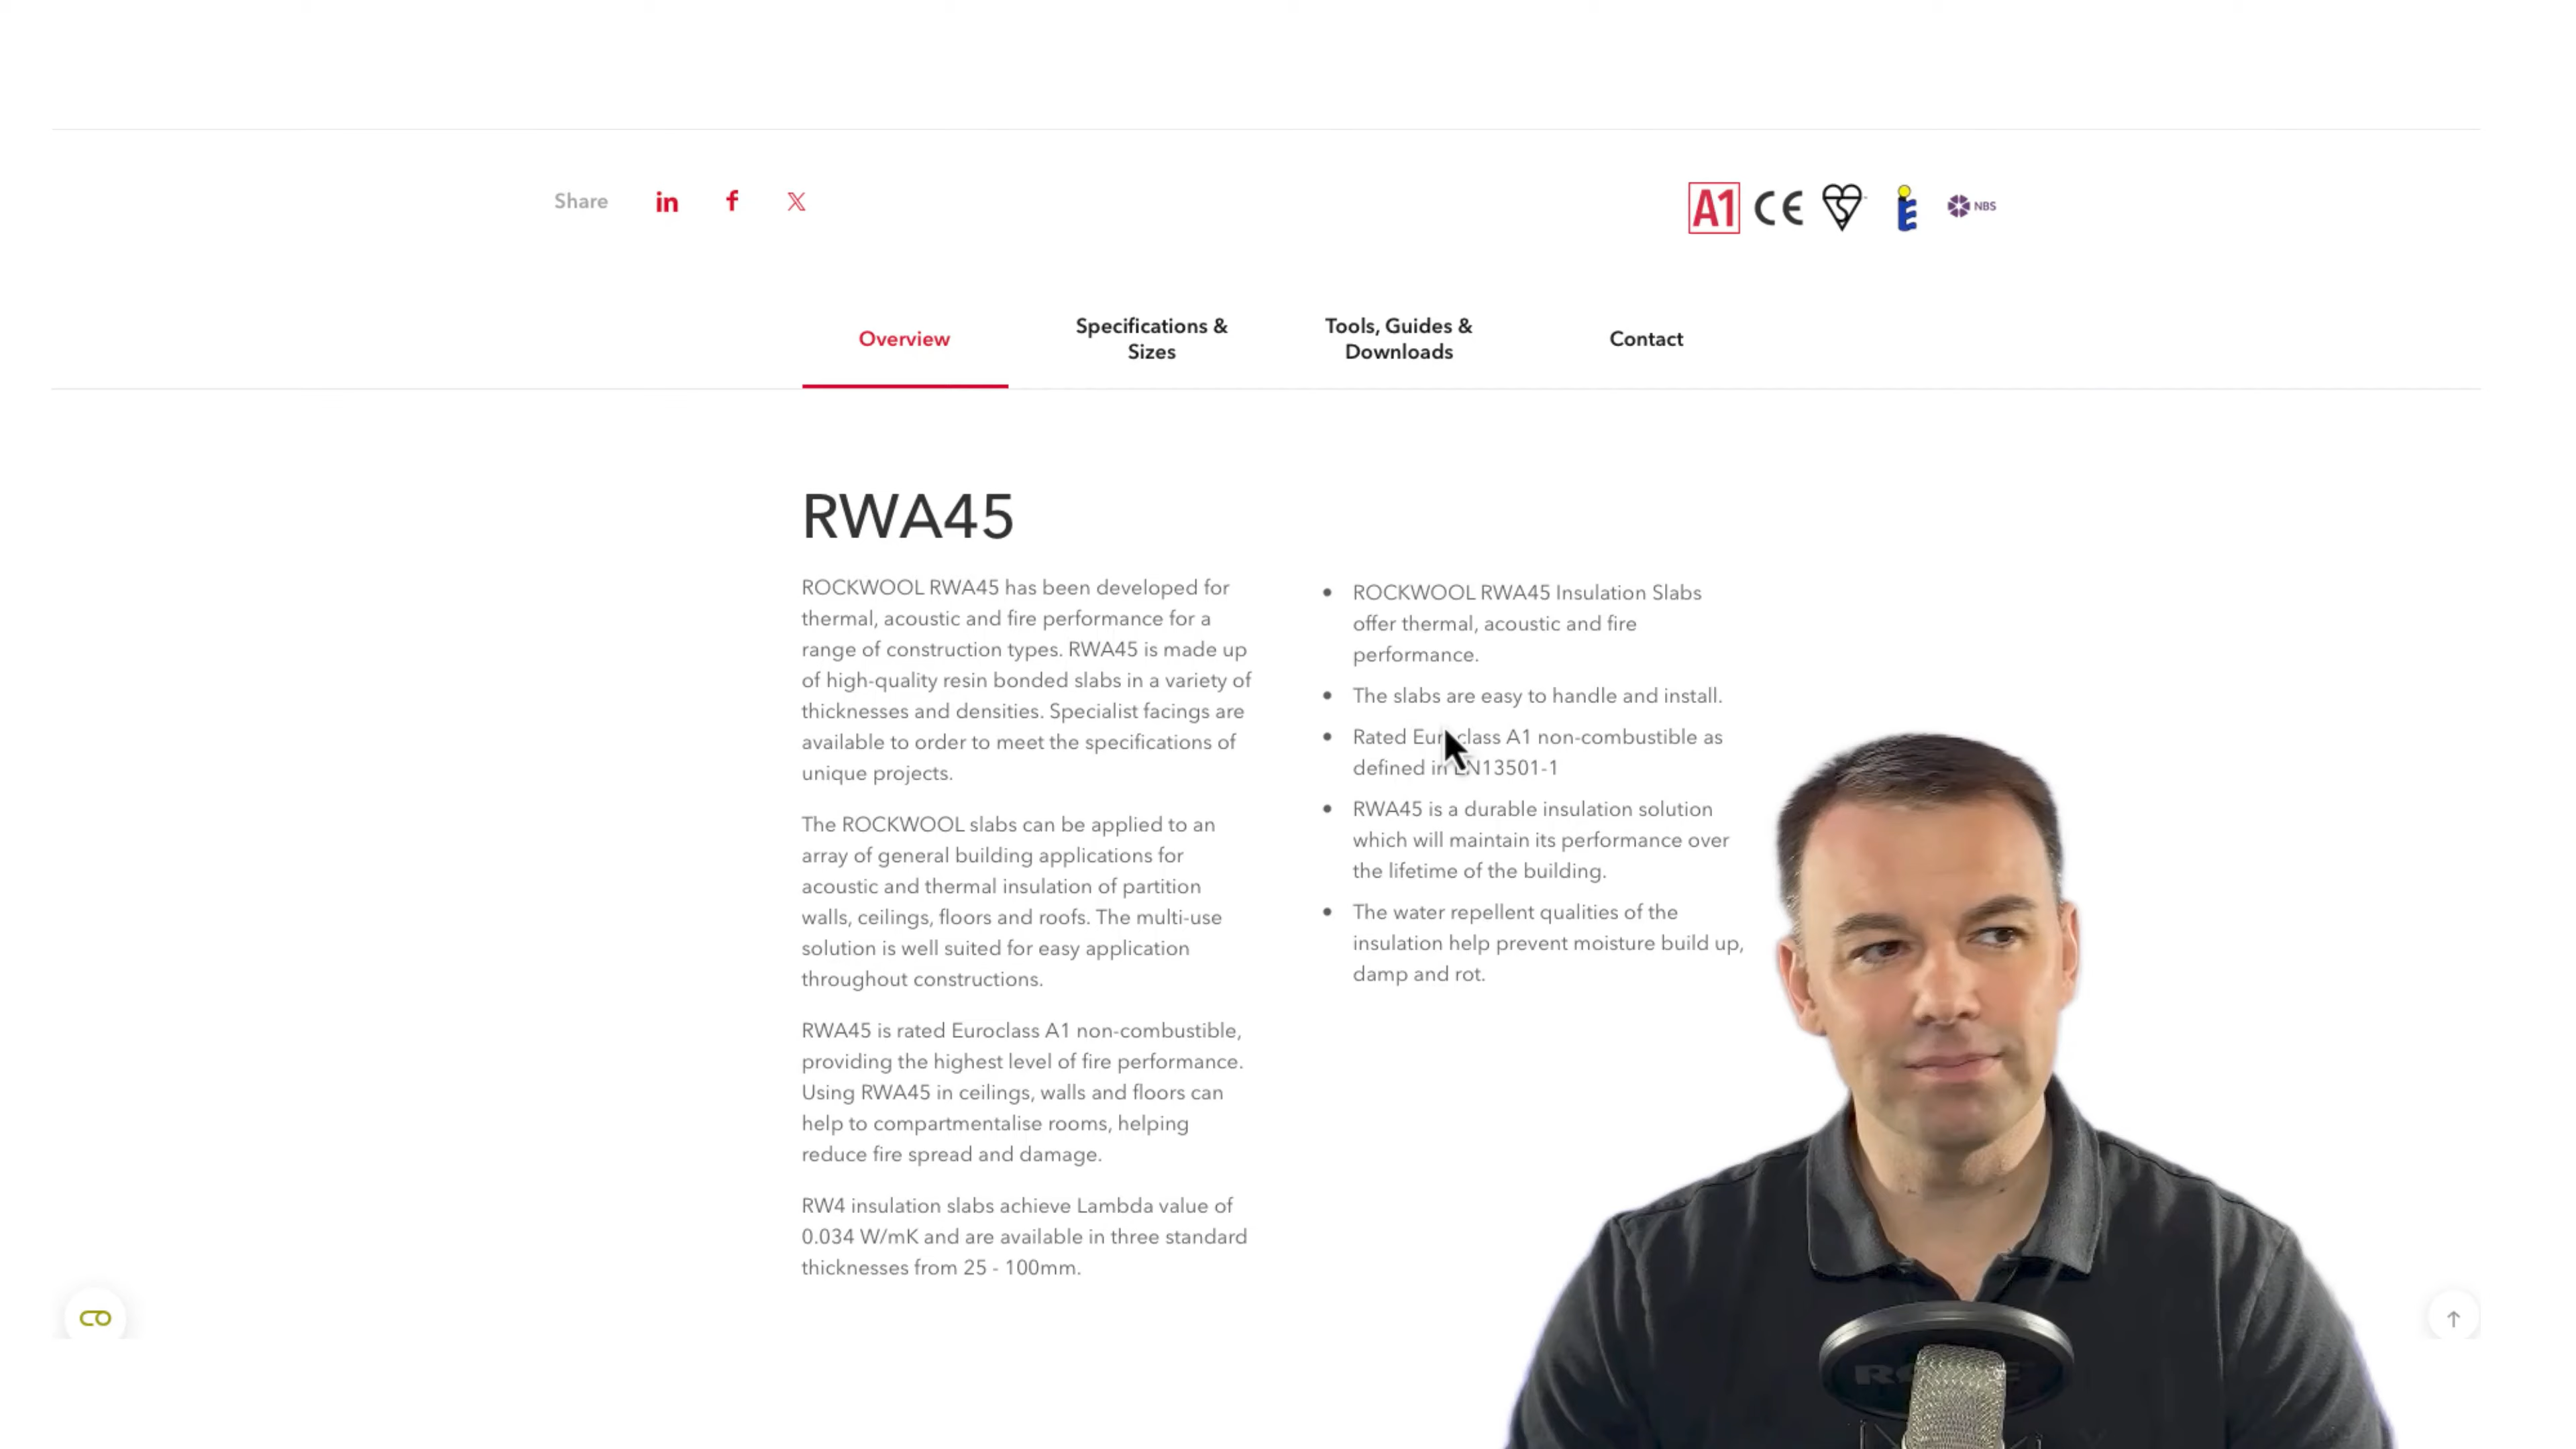 Share in f X
A1 CE NBS
Overview
Specifications &
Sizes
Tools, Guides &
Downloads
Contact
RWA45
ROCKWOOL RWA45 has been developed for
thermal, acoustic and fire performance for a
range of construction types. RWA45 is made up
of high-quality resin bonded slabs in a variety of
thicknesses and densities. Specialist facings are
available to order to meet the specifications of
unique projects.
The ROCKWOOL slabs can be applied to an
array of general building applications for
acoustic and thermal insulation of partition
walls, ceilings, floors and roofs. The multi-use
solution is well suited for easy application
throughout constructions.
RWA45 is rated Euroclass A1 non-combustible,
providing the highest level of fire performance.
Using RWA45 in ceilings, walls and floors can
help to compartmentalise rooms, helping
reduce fire spread and damage.
RW4 insulation slabs achieve Lambda value of
0.034 W/mK and are available in three standard
thicknesses from 25 - 100mm.
• ROCKWOOL RWA45 Insulation Slabs
offer thermal, acoustic and fire
performance.
• The slabs are easy to handle and install.
• Rated Euroclass A1 non-combustible as
defined in EN13501-1
• RWA45 is a durable insulation solution
which will maintain its performance over
the lifetime of the building.
• The water repellent qualities of the
insulation help prevent moisture build up,
damp and rot.